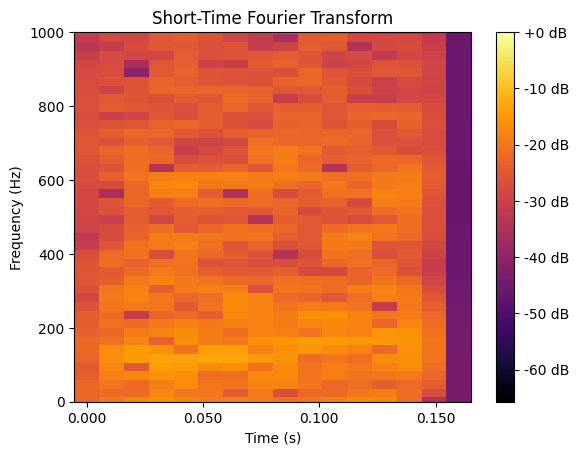 Short-Time Fourier Transform
Frequency (Hz)
1000
800
600
400
200
0
0.000
0.050
0.100
0.150
Time (s)
+0 dB
-10 dB
-20 dB
-30 dB
-40 dB
-50 dB
-60 dB